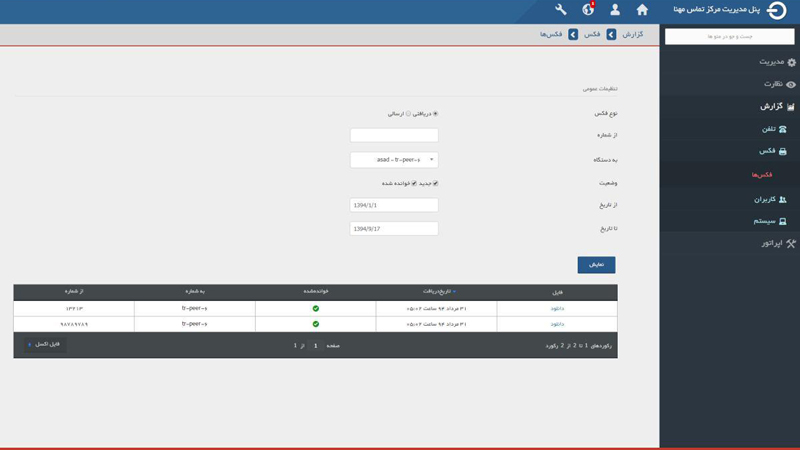 پنل مدیریت مرکز تماس مهنا
جست و جو در منو ها
مدیریت
نظارت
گزارش
تلفن
فکس
فکس‌ها
کاربران
سیستم
اپراتور
گزارش فکس فکس‌ها
تنظیمات عمومی
نوع فکس دریافتی ارسالی
از شماره
به دستگاه asad - tr-peer-6
وضعیت جدید خوانده شده
از تاریخ 1394/1/1
تا تاریخ 1394/9/17
نمایش
فایل تاریخ‌دریافت خوانده‌شده به شماره از شماره
دانلود ۳۱ مرداد ۹۴ ساعت ۰۵:۰۲ tr-peer-6 ۱۳۲۱۳
دانلود ۳۱ مرداد ۹۴ ساعت ۰۵:۰۲ tr-peer-6 ۹۸۷۸۹۷۸۹
رکوردهای 1 تا 2 از 2 رکورد صفحه 1 از 1 فایل اکسل